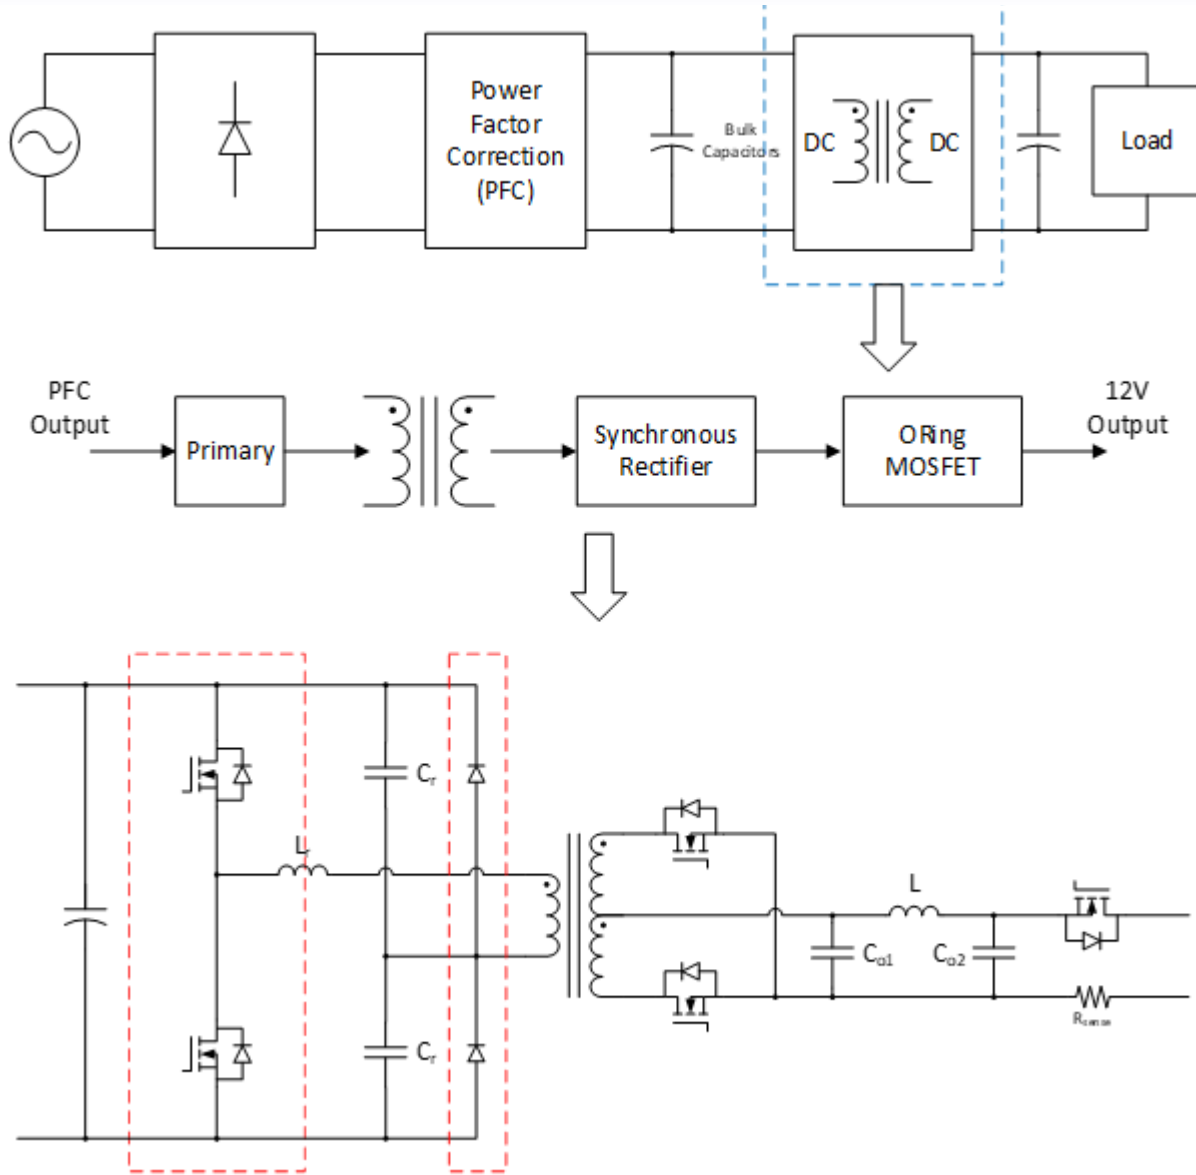 Power
Factor
Correction
(PFC)
Bulk
Capacitors
DC
DC
Load
PFC
Output
Primary
Synchronous
Rectifier
ORing
MOSFET
12V
Output
Cr
Lr
L
Co1
Co2
Rsense
Cr